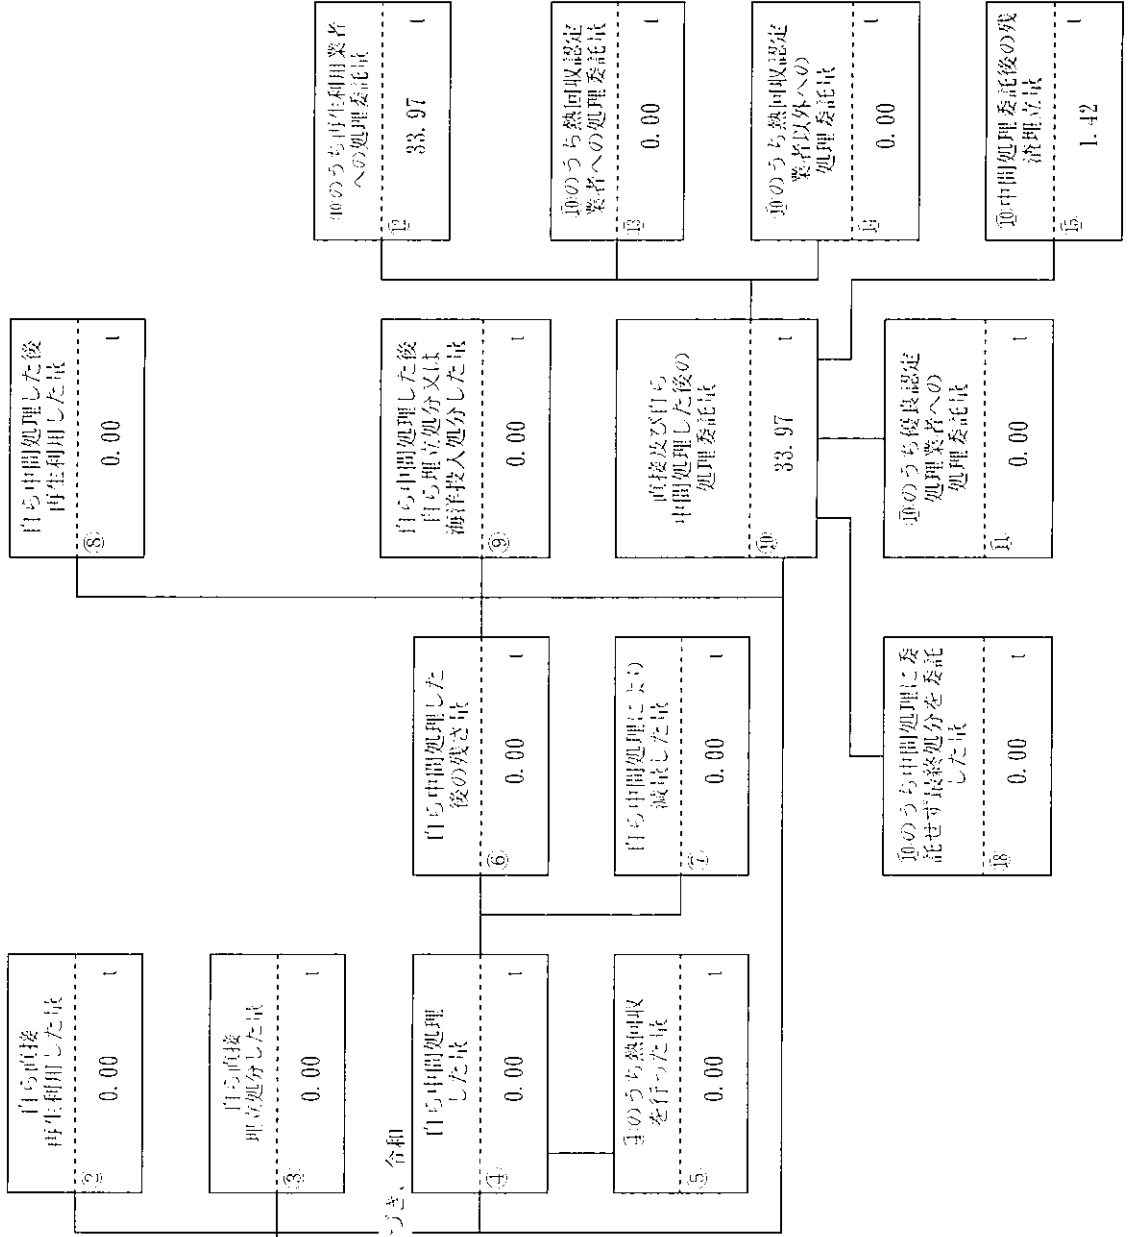 自ら直接
再生利用した量
② 0.00 t
自ら直接
埋立処分した量
③ 0.00 t
づき、令和
自ら中間処理
した量
④ 0.00 t
④のうち熱回収
を行った量
⑤ 0.00 t
自ら中間処理した
後の残さ量
⑥ 0.00 t
自ら中間処理により
減量した量
⑦ 0.00 t
自ら中間処理した後
再生利用した量
⑧ 0.00 t
自ら中間処理した後
自ら埋立処分又は
海洋投入処分した量
⑨ 0.00 t
直接及び自ら
中間処理した後の
処理委託量
⑩ 33.97 t
⑩のうち優良認定
処理業者への
処理委託量
⑪ 0.00 t
⑩のうち中間処理に委
託せず最終処分を委託
した量
⑱ 0.00 t
⑩のうち再生利用業者
への処理委託量
⑫ 33.97 t
⑩のうち熱回収認定
業者への処理委託量
⑬ 0.00 t
⑩のうち熱回収認定
業者以外への
処理委託量
⑭ 0.00 t
⑩中間処理委託後の残
渣埋立量
⑮ 1.42 t